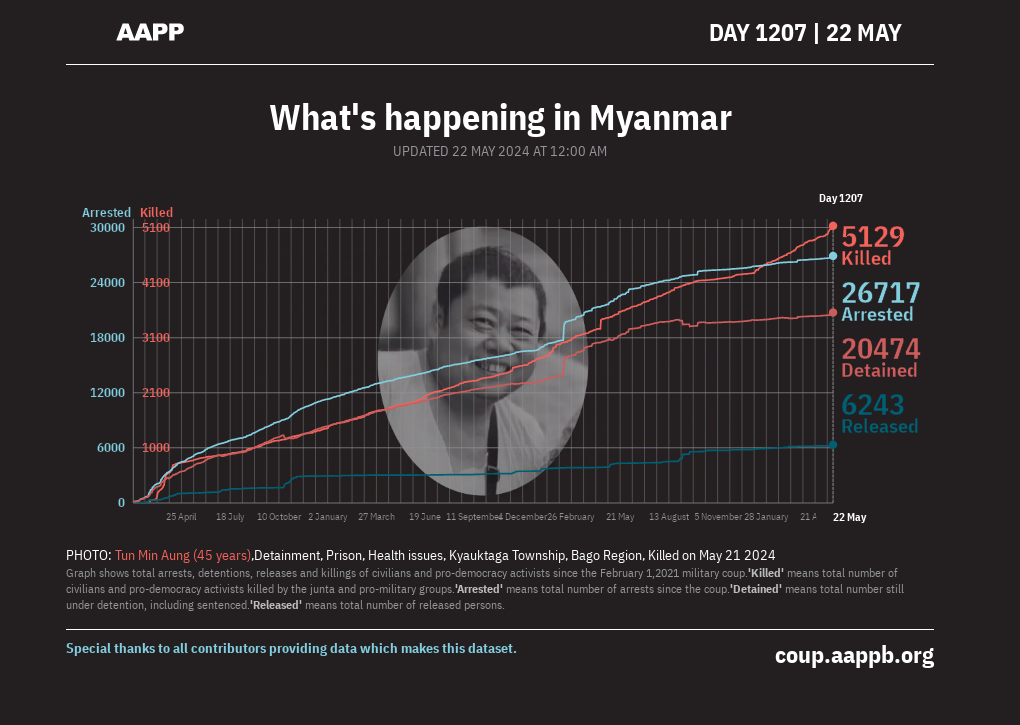 AAPP
DAY 1207 | 22 MAY
What's happening in Myanmar
UPDATED 22 MAY 2024 AT 12:00 AM
Day 1207
Arrested Killed
30000 5100
24000 4100
18000 3100
12000 2100
6000 1000
0
5129
Killed
26717
Arrested
20474
Detained
6243
Released
25 April 18 July 10 October 2 January 27 March 19 June 11 September 4 December 26 February 21 May 13 August 5 November 28 January 21 A 22 May
PHOTO: Tun Min Aung (45 years),Detainment, Prison, Health issues, Kyauktaga Township, Bago Region, Killed on May 21 2024
Graph shows total arrests, detentions, releases and killings of civilians and pro-democracy activists since the February 1,2021 military coup.'Killed' means total number of
civilians and pro-democracy activists killed by the junta and pro-military groups.'Arrested' means total number of arrests since the coup.'Detained' means total number still
under detention, including sentenced.'Released' means total number of released persons.
Special thanks to all contributors providing data which makes this dataset.
coup.aappb.org